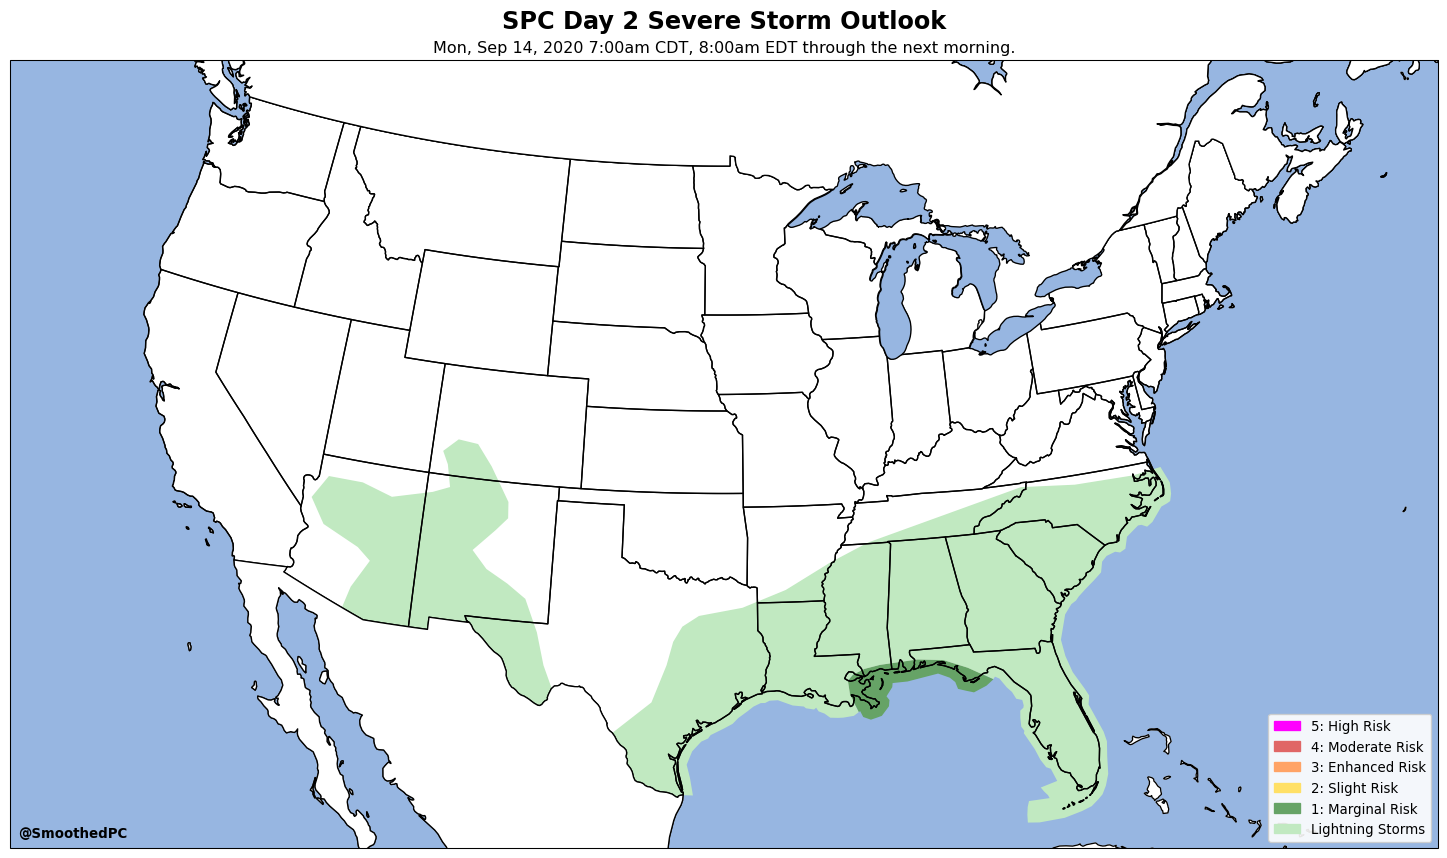 SPC Day 2 Severe Storm Outlook
Mon, Sep 14, 2020 7:00am CDT, 8:00am EDT through the next morning.
5: High Risk
4: Moderate Risk
3: Enhanced Risk
2: Slight Risk
1: Marginal Risk
Lightning Storms
@SmoothedPC